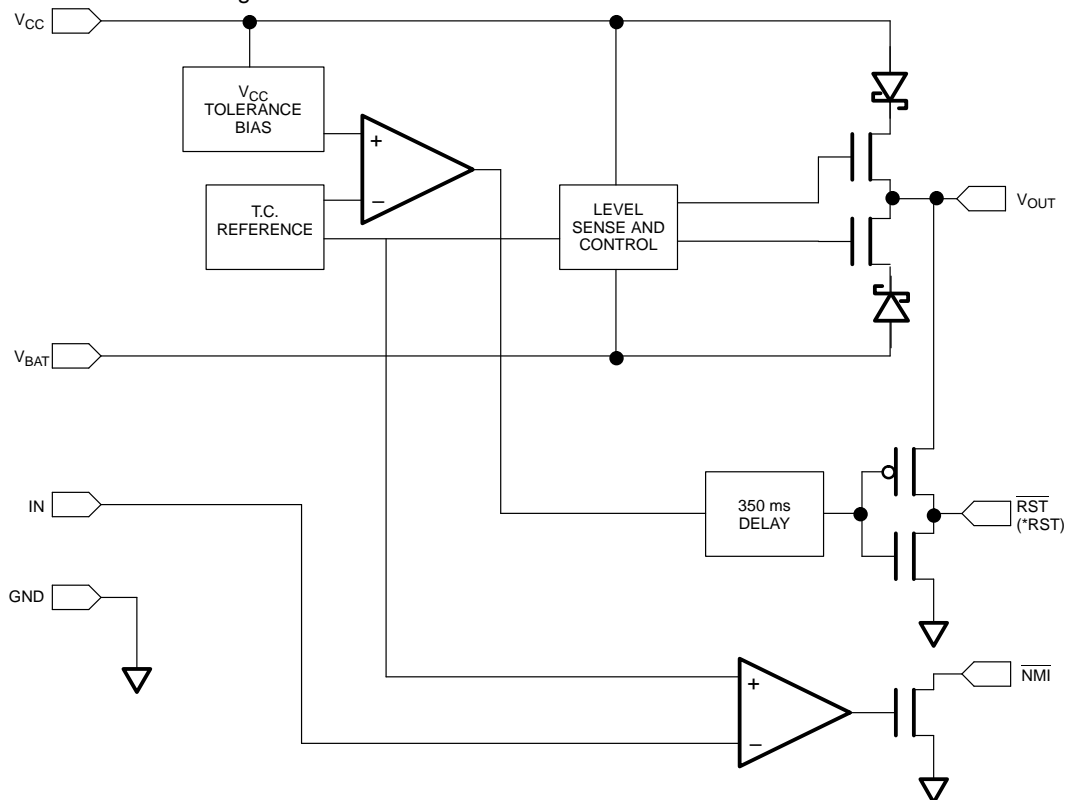 VCC
VCC
TOLERANCE
BIAS
+
−
T.C.
REFERENCE
LEVEL
SENSE AND
CONTROL
VOUT
VBAT
IN
350 ms
DELAY
RST
(*RST)
GND
+
−
NMI